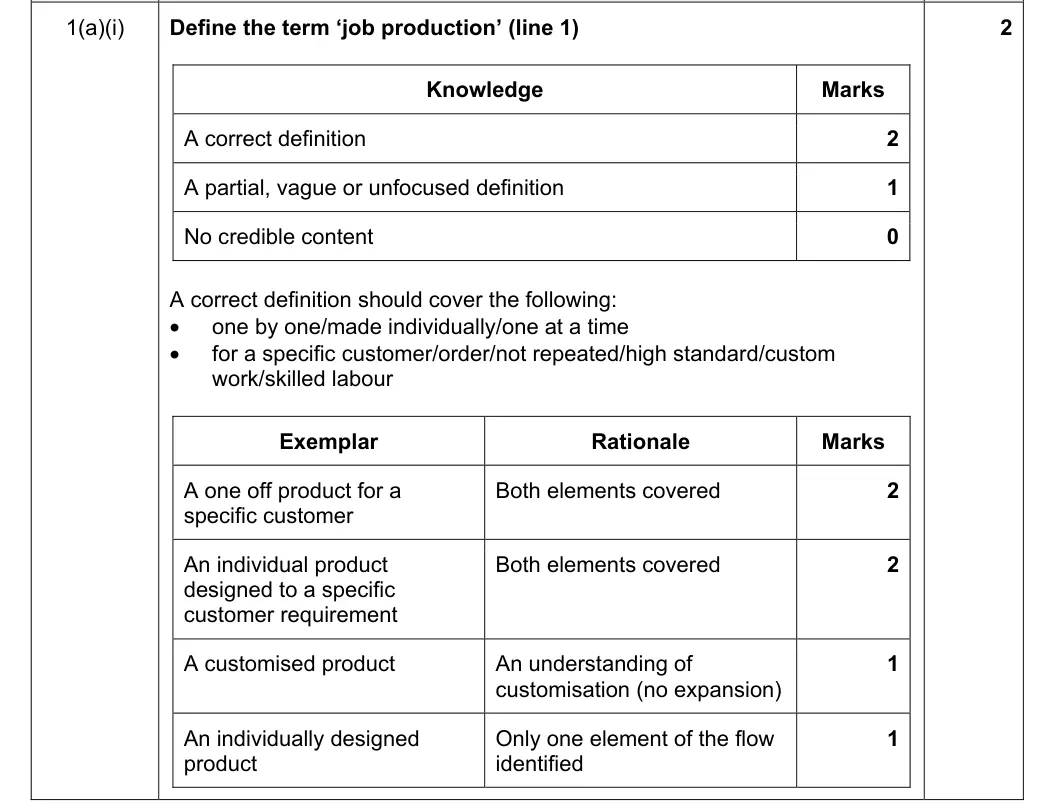 1(a)(i) Define the term ‘job production’ (line 1) 2
Knowledge Marks
A correct definition 2
A partial, vague or unfocused definition 1
No credible content 0
A correct definition should cover the following:
• one by one/made individually/one at a time
• for a specific customer/order/not repeated/high standard/custom
work/skilled labour
Exemplar Rationale Marks
A one off product for a Both elements covered 2
specific customer
An individual product Both elements covered 2
designed to a specific
customer requirement
A customised product An understanding of 1
customisation (no expansion)
An individually designed Only one element of the flow 1
product identified